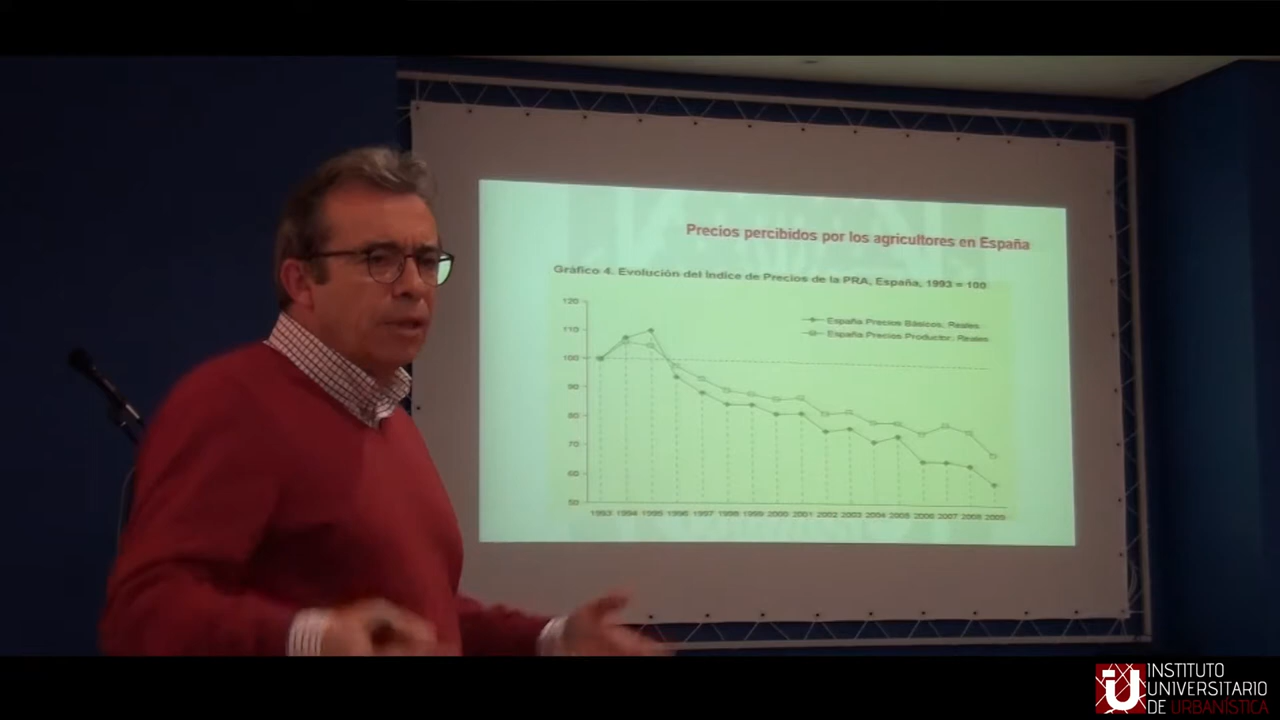 Precios percibidos por los agricultores en España
Gráfico 4. Evolución del Índice de Precios de la PRA, España, 1993 = 100
120
110
100
90
80
70
60
50
España Precios Básicos, Reales
España Precios Productor, Reales
1993 1994 1995 1996 1997 1998 1999 2000 2001 2002 2003 2004 2005 2006 2007 2008 2009
iU INSTITUTO
UNIVERSITARIO
DE URBANÍSTICA